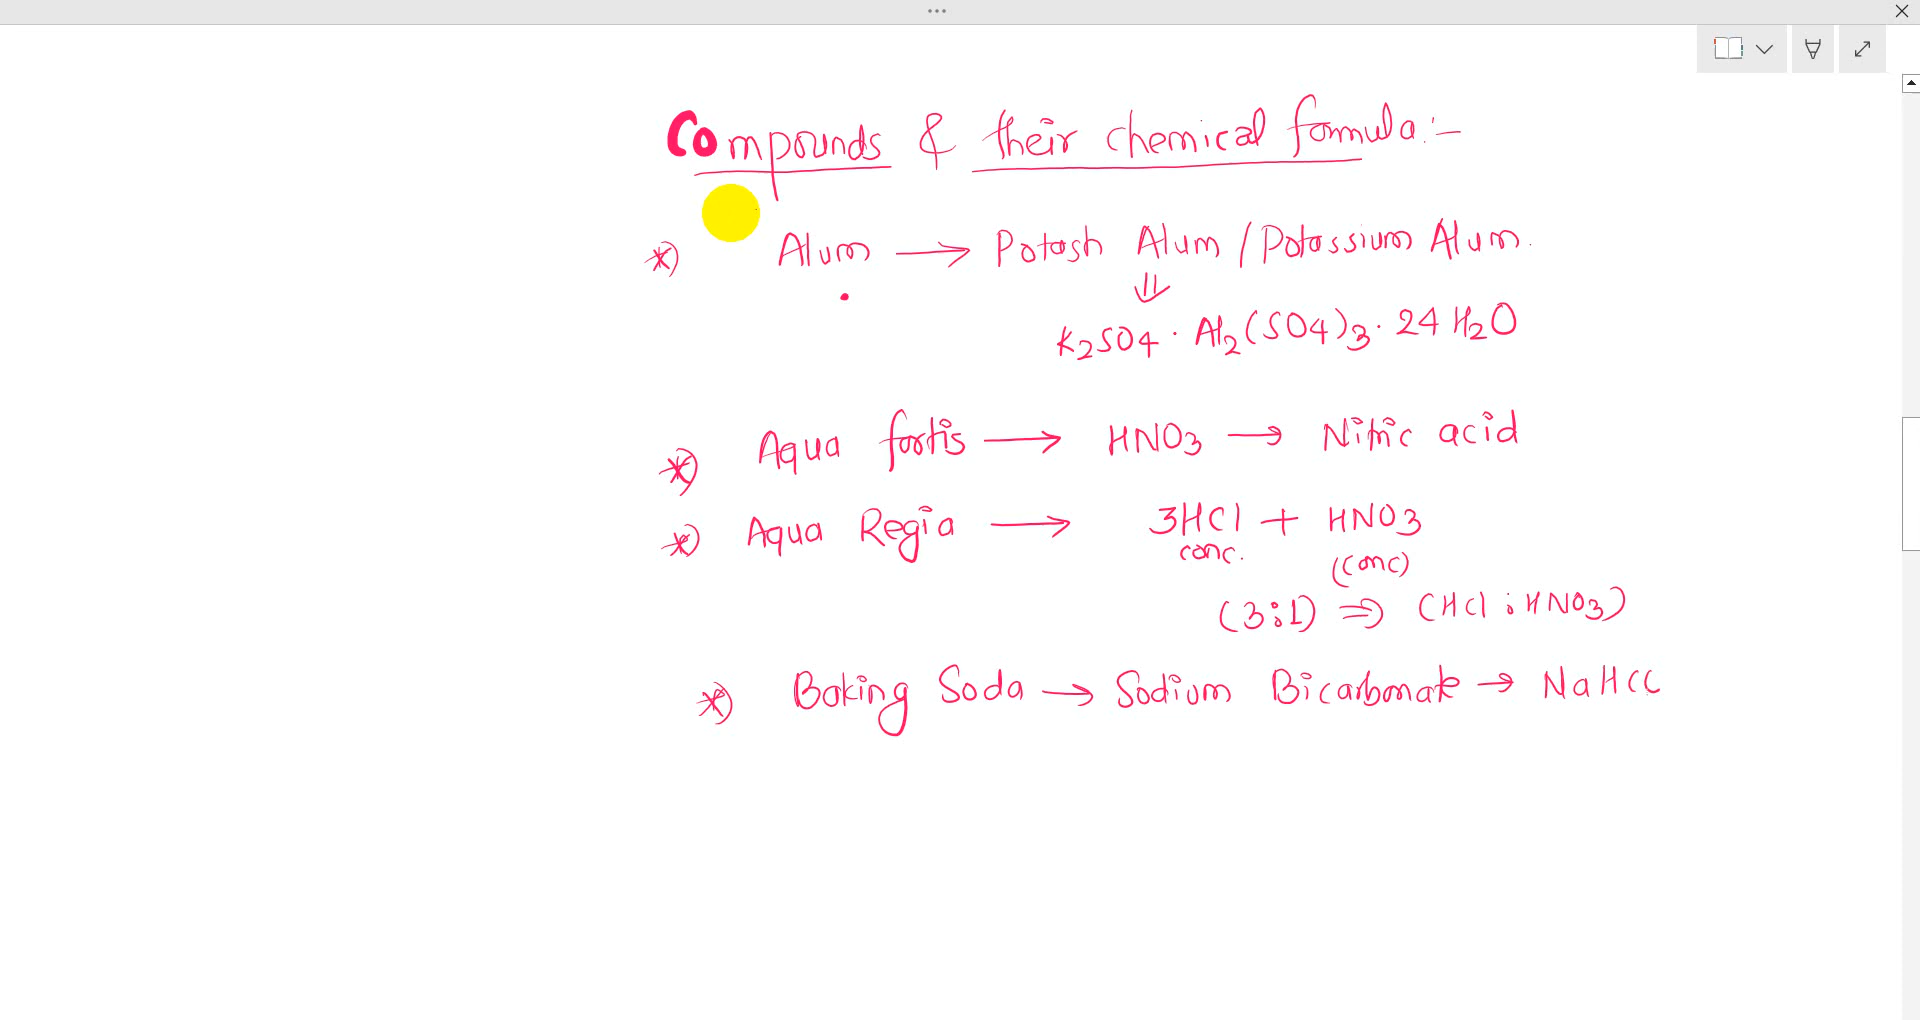 Compounds & their chemical formula:-
*) Alum → Potash Alum / Potassium Alum.
⇓
K2SO4 · Al2(SO4)3 · 24 H2O
*) Aqua fortis → HNO3 → Nitric acid
*) Aqua Regia → 3HCl + HNO3
conc. (conc)
(3:1) ⇒ (HCl : HNO3)
*) Baking Soda → Sodium Bicarbonate → NaHCC